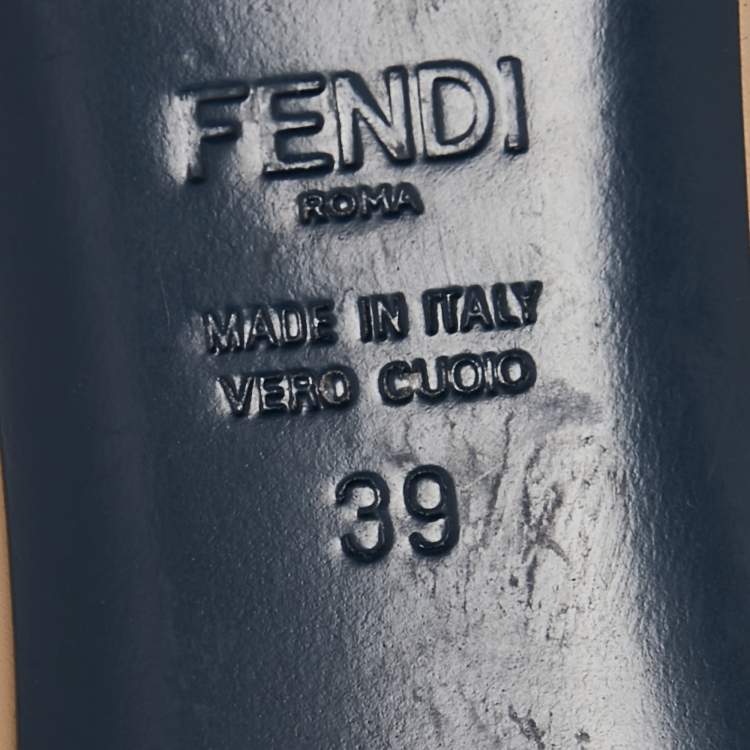 FENDI
ROMA
MADE IN ITALY
VERO CUOIO
39